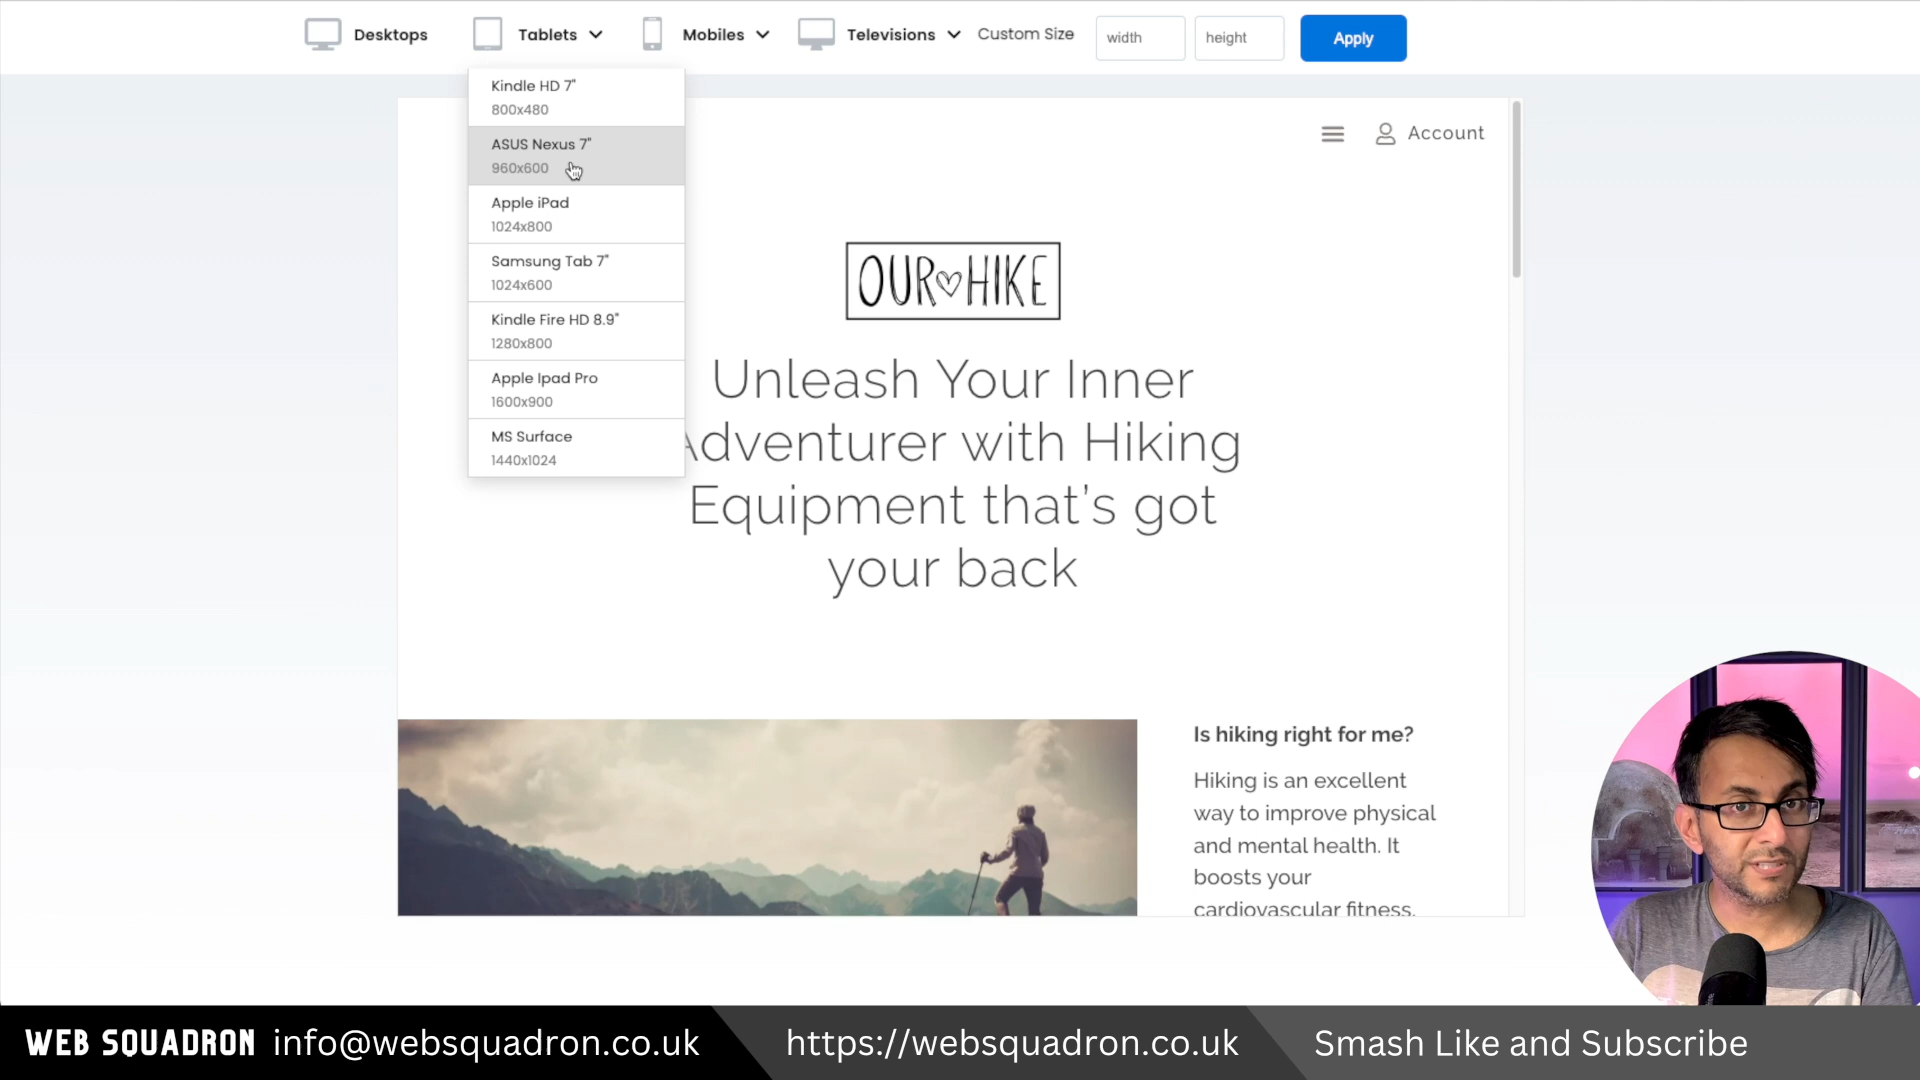 Desktops
Tablets
Mobiles
Televisions
Custom Size
width
height
Apply
Kindle HD 7"
800x480
ASUS Nexus 7"
960x600
Apple iPad
1024x800
Samsung Tab 7"
1024x600
Kindle Fire HD 8.9"
1280x800
Apple Ipad Pro
1600x900
MS Surface
1440x1024
Account
OUR HIKE
Unleash Your Inner
Adventurer with Hiking
Equipment that's got
your back
Is hiking right for me?
Hiking is an excellent
way to improve physical
and mental health. It
boosts your
cardiovascular fitness.
WEB SQUADRON
info@websquadron.co.uk
https://websquadron.co.uk
Smash Like and Subscribe